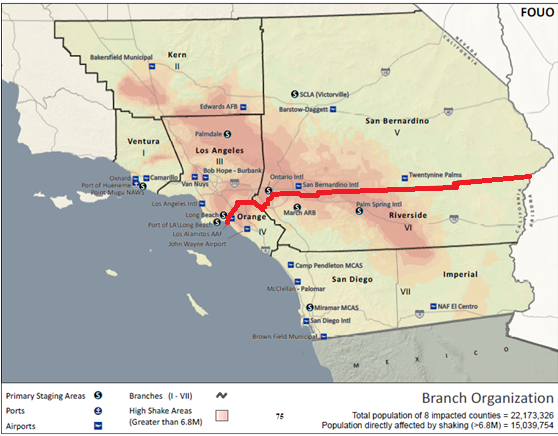 FOUO
NEVADA
CALIFORNIA
Kern
II
Bakersfield Municipal
SCLA (Victorville)
Edwards AFB
Barstow-Daggett
San Bernardino
V
Ventura
I
Palmdale
Los Angeles
III
Bob Hope - Burbank
Oxnard
Camarillo
Van Nuys
Port of Hueneme
Point Mugu NAWS
Ontario Intl
San Bernardino Intl
Twentynine Palms
Los Angeles Intl
March ARB
Palm Spring Intl
Long Beach
Orange
Riverside
Port of LA\Long Beach
IV
VI
Los Alamitos AAF
John Wayne Airport
Camp Pendleton MCAS
San Diego
Imperial
McClellan - Palomar
VII
Miramar MCAS
NAF El Centro
San Diego Intl
Brown Field Municipal
MEXICO
Primary Staging Areas
Branches (I - VII)
Branch Organization
Ports
High Shake Areas
(Greater than 6.8M)
75
Total population of 8 impacted counties = 22,173,326
Airports
Population directly affected by shaking (>6.8M) = 15,039,754